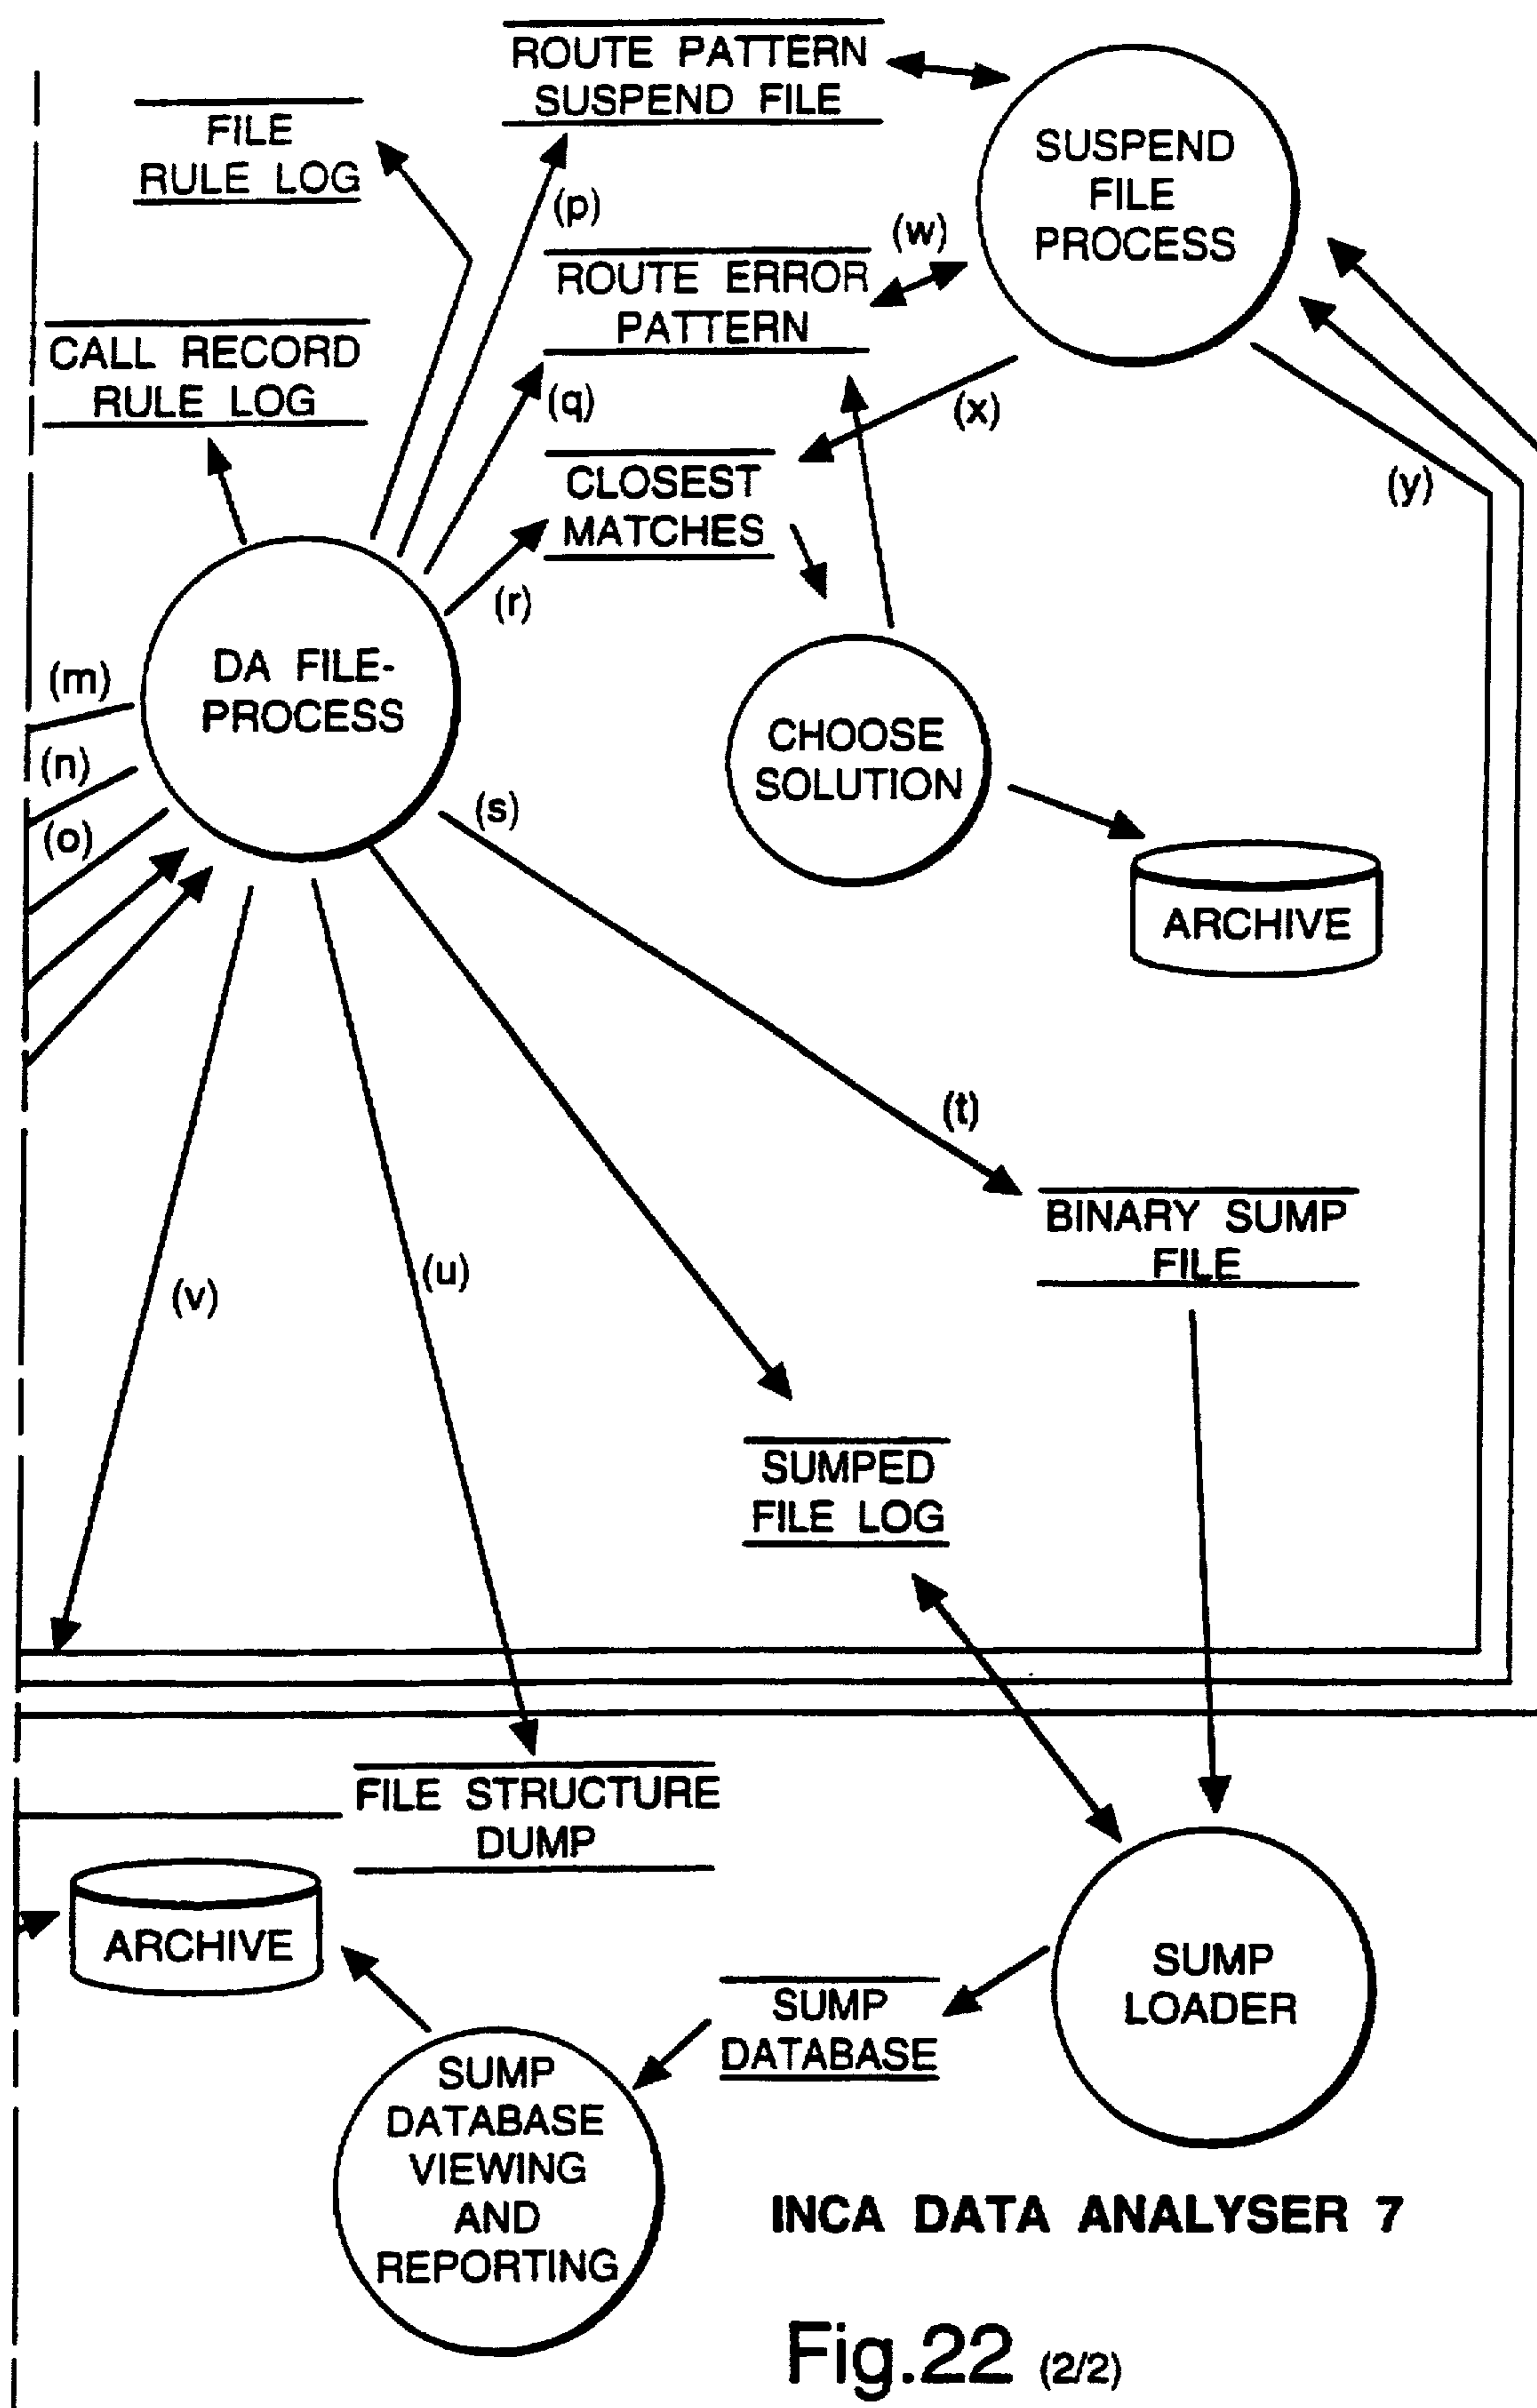 ROUTE PATTERN
SUSPEND FILE
FILE
RULE LOG
SUSPEND
FILE
PROCESS
(p)
(w)
ROUTE ERROR
PATTERN
CALL RECORD
RULE LOG
(q)
(x)
CLOSEST
MATCHES
(y)
(r)
DA FILE-
PROCESS
(m)
(n)
(o)
CHOOSE
SOLUTION
(s)
ARCHIVE
(t)
BINARY SUMP
FILE
(u)
(v)
SUMPED
FILE LOG
FILE STRUCTURE
DUMP
ARCHIVE
SUMP
LOADER
SUMP
DATABASE
SUMP
DATABASE
VIEWING
AND
REPORTING
INCA DATA ANALYSER 7
Fig.22 (2/2)